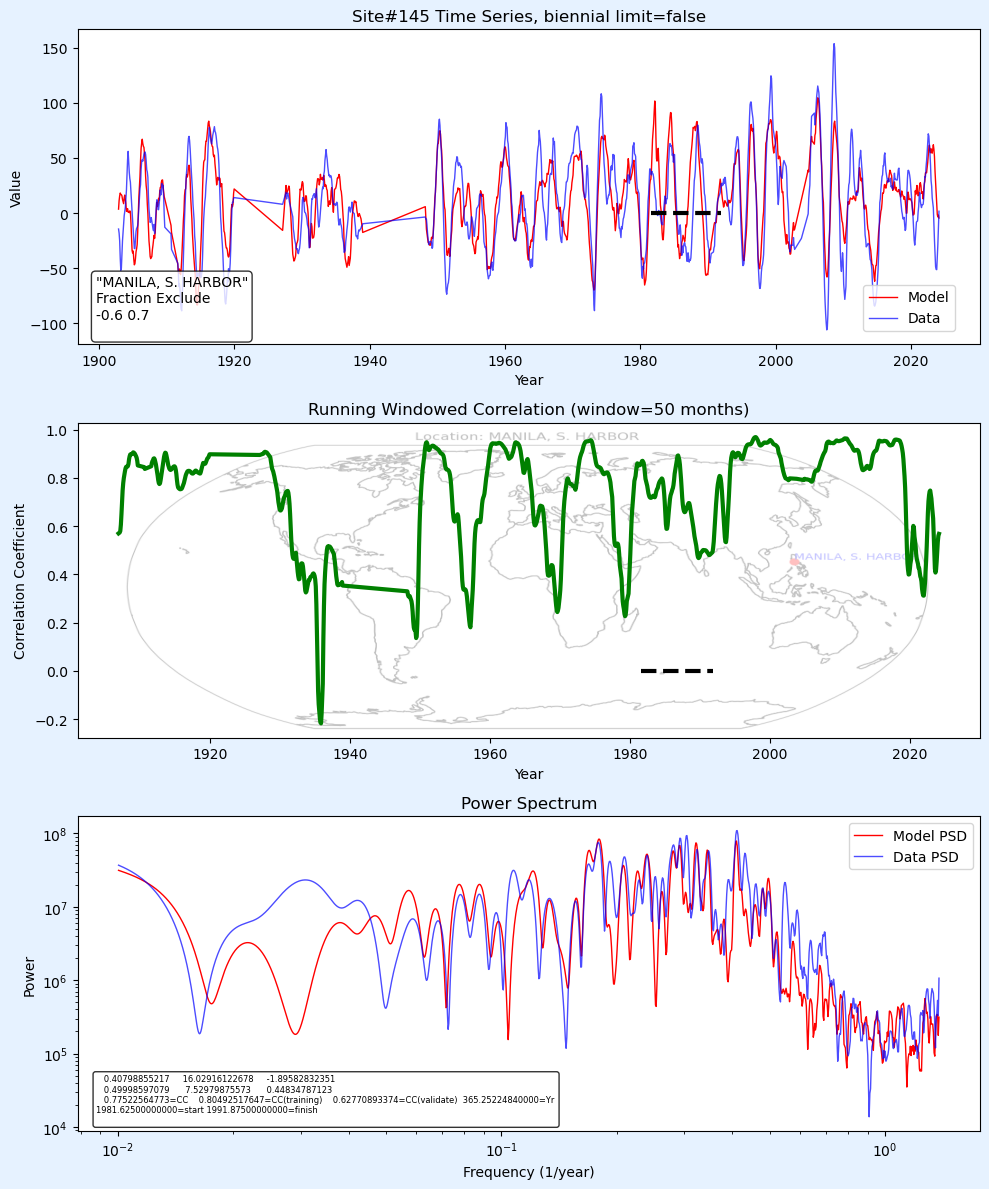 Site#145 Time Series, biennial limit=false
Value
150
100
50
0
−50
−100
"MANILA, S. HARBOR"
Fraction Exclude
-0.6 0.7
Model
Data
1900
1920
1940
1960
1980
2000
2020
Year
Running Windowed Correlation (window=50 months)
Correlation Coefficient
1.0
0.8
0.6
0.4
0.2
0.0
−0.2
Location: MANILA, S. HARBOR
MANILA, S. HARBOR
1920
1940
1960
1980
2000
2020
Year
Power Spectrum
Power
10^8
10^7
10^6
10^5
10^4
Model PSD
Data PSD
0.40798855217 16.02916122678 -1.89582832351
0.49998597079 7.52979875573 0.44834787123
0.77522564773=CC 0.80492517647=CC(training) 0.62770893374=CC(validate) 365.25224840000=Yr
1981.62500000000=start 1991.87500000000=finish
10^−2
10^−1
10^0
Frequency (1/year)